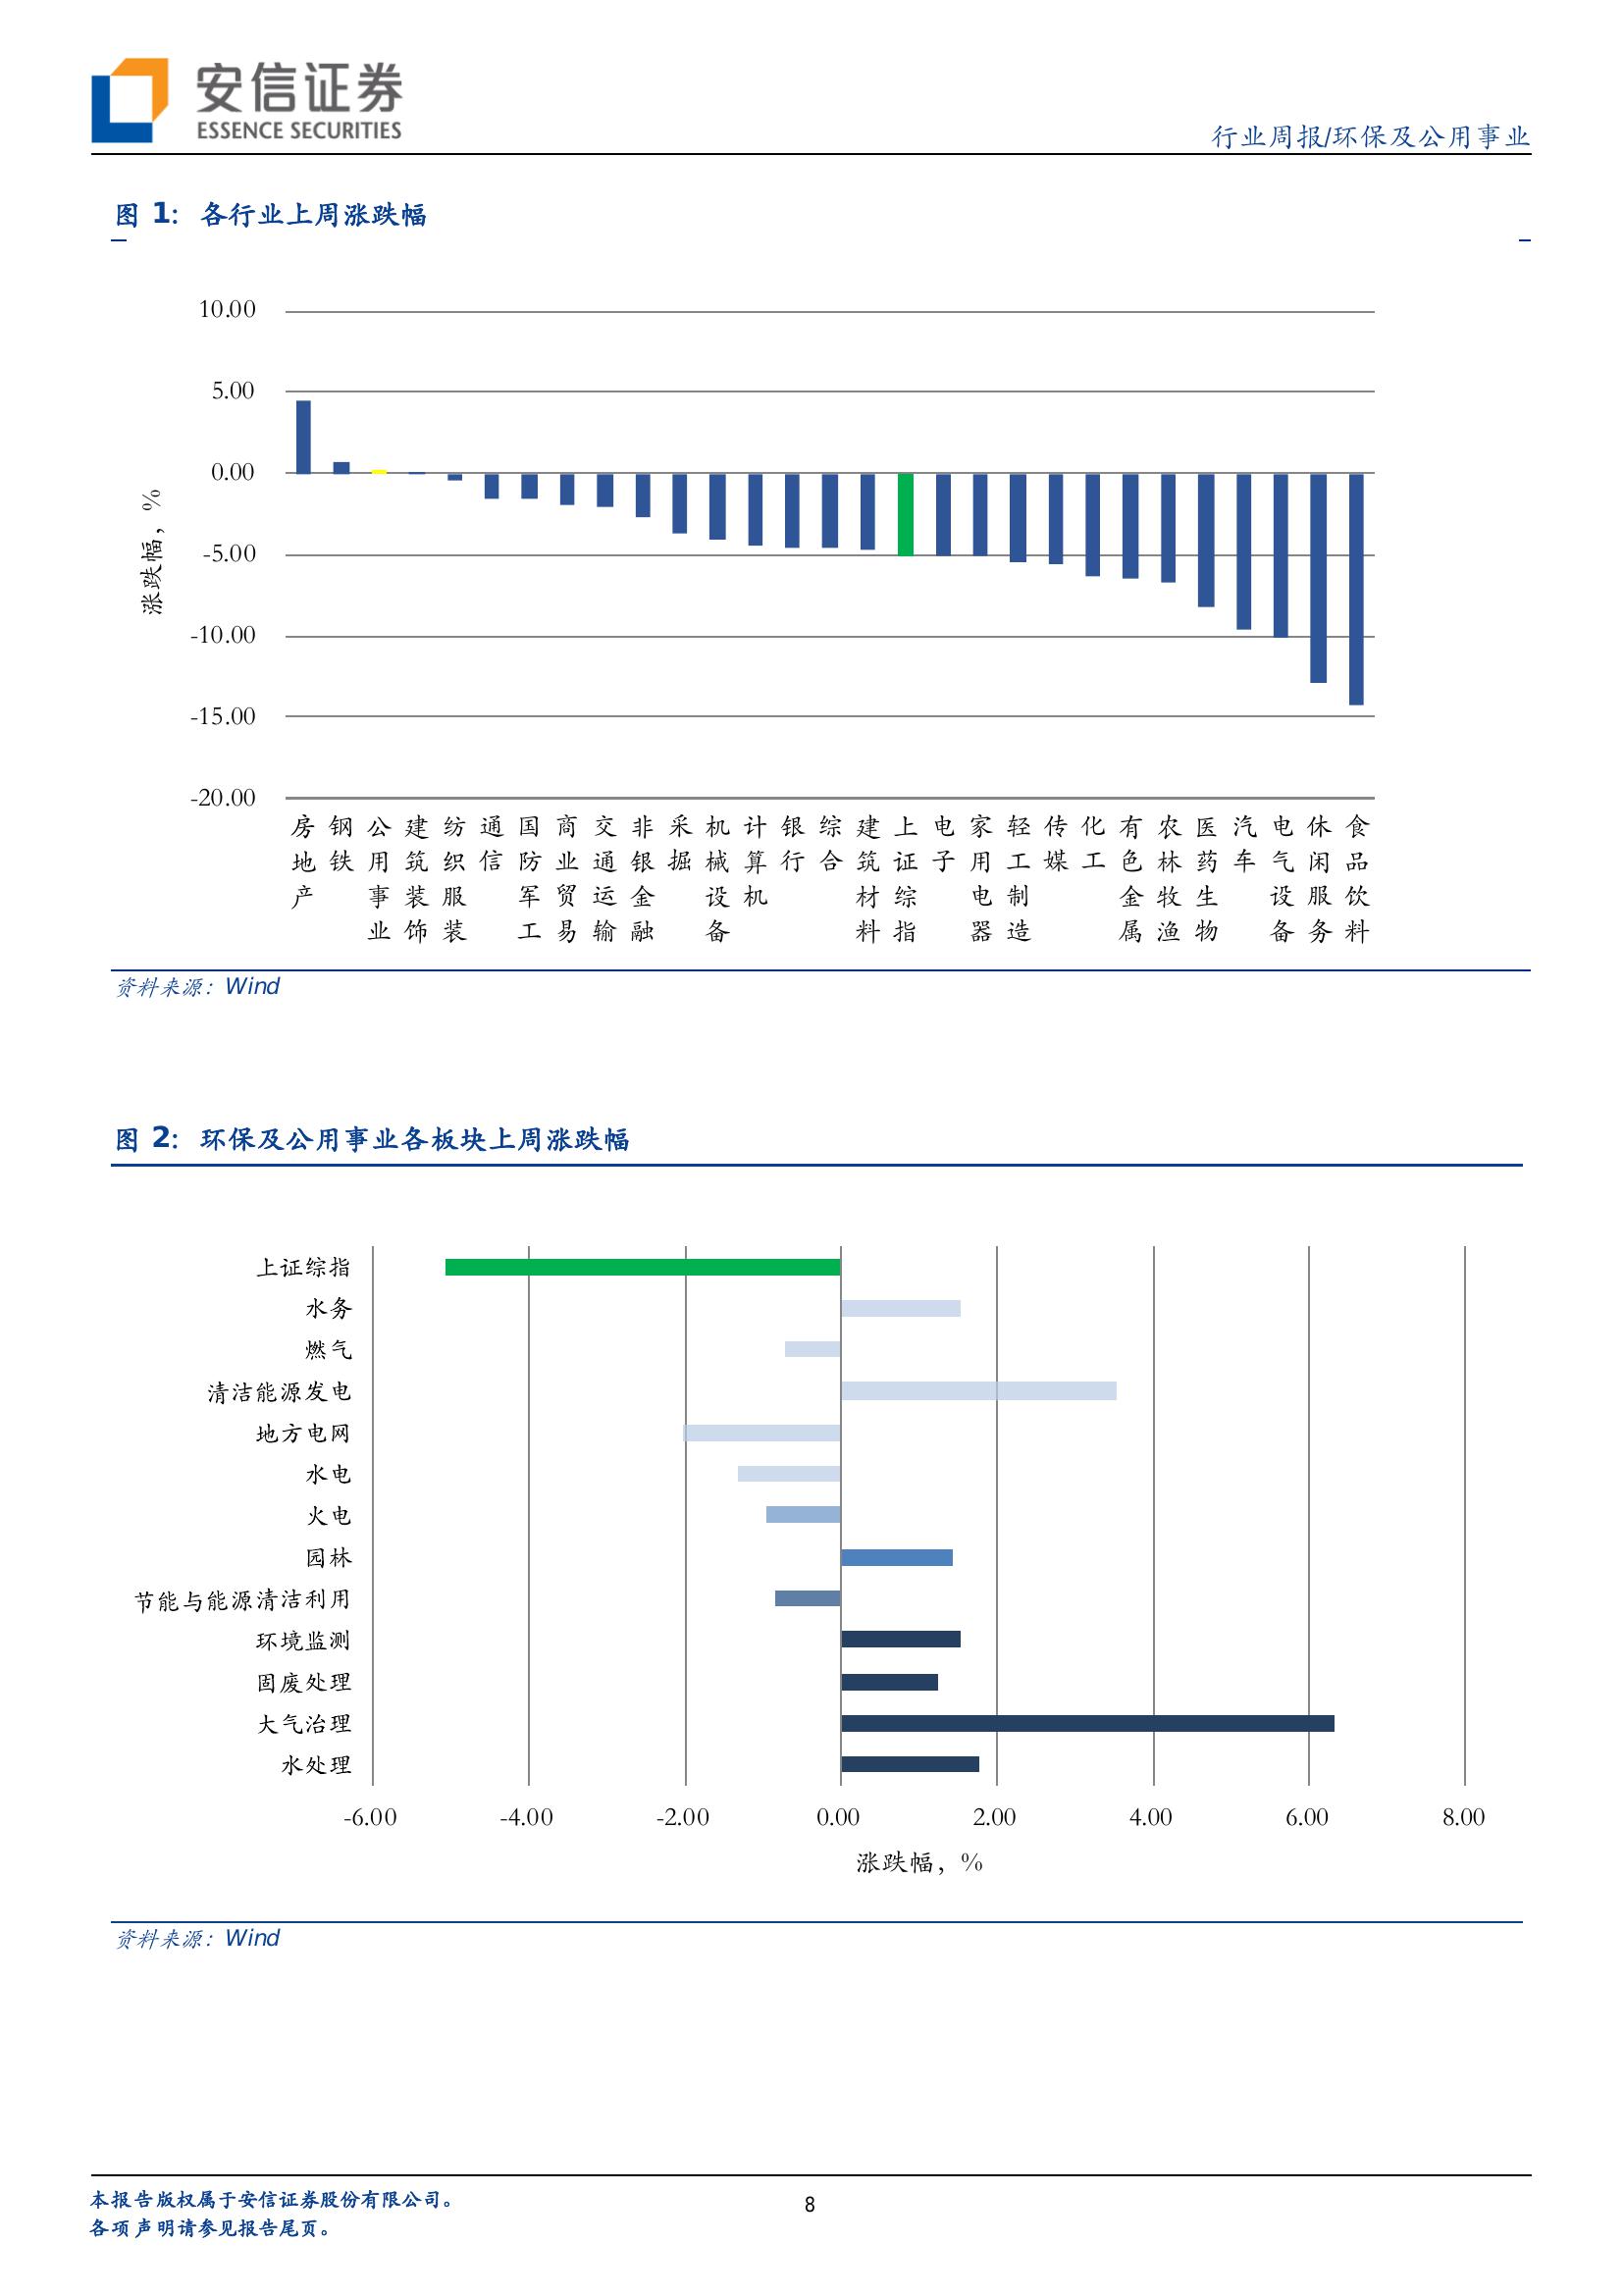 安信证券
ESSENCE SECURITIES
行业周报/环保及公用事业
图 1: 各行业上周涨跌幅
10.00
5.00
0.00
-5.00
-10.00
-15.00
-20.00
涨跌幅，%
房地产
钢铁
公用事业
建筑装饰
纺织服装
通信
国防军工
商业贸易
交通运输
非银金融
采掘
机械设备
计算机
银行
综合
建筑材料
上证综指
电子
家用电器
轻工制造
传媒
化工
有色金属
农林牧渔
医药生物
汽车
电气设备
休闲服务
食品饮料
资料来源：Wind
图 2: 环保及公用事业各板块上周涨跌幅
上证综指
水务
燃气
清洁能源发电
地方电网
水电
火电
园林
节能与能源清洁利用
环境监测
固废处理
大气治理
水处理
-6.00 -4.00 -2.00 0.00 2.00 4.00 6.00 8.00
涨跌幅，%
资料来源：Wind
本报告版权属于安信证券股份有限公司。
各项声明请参见报告尾页。
8